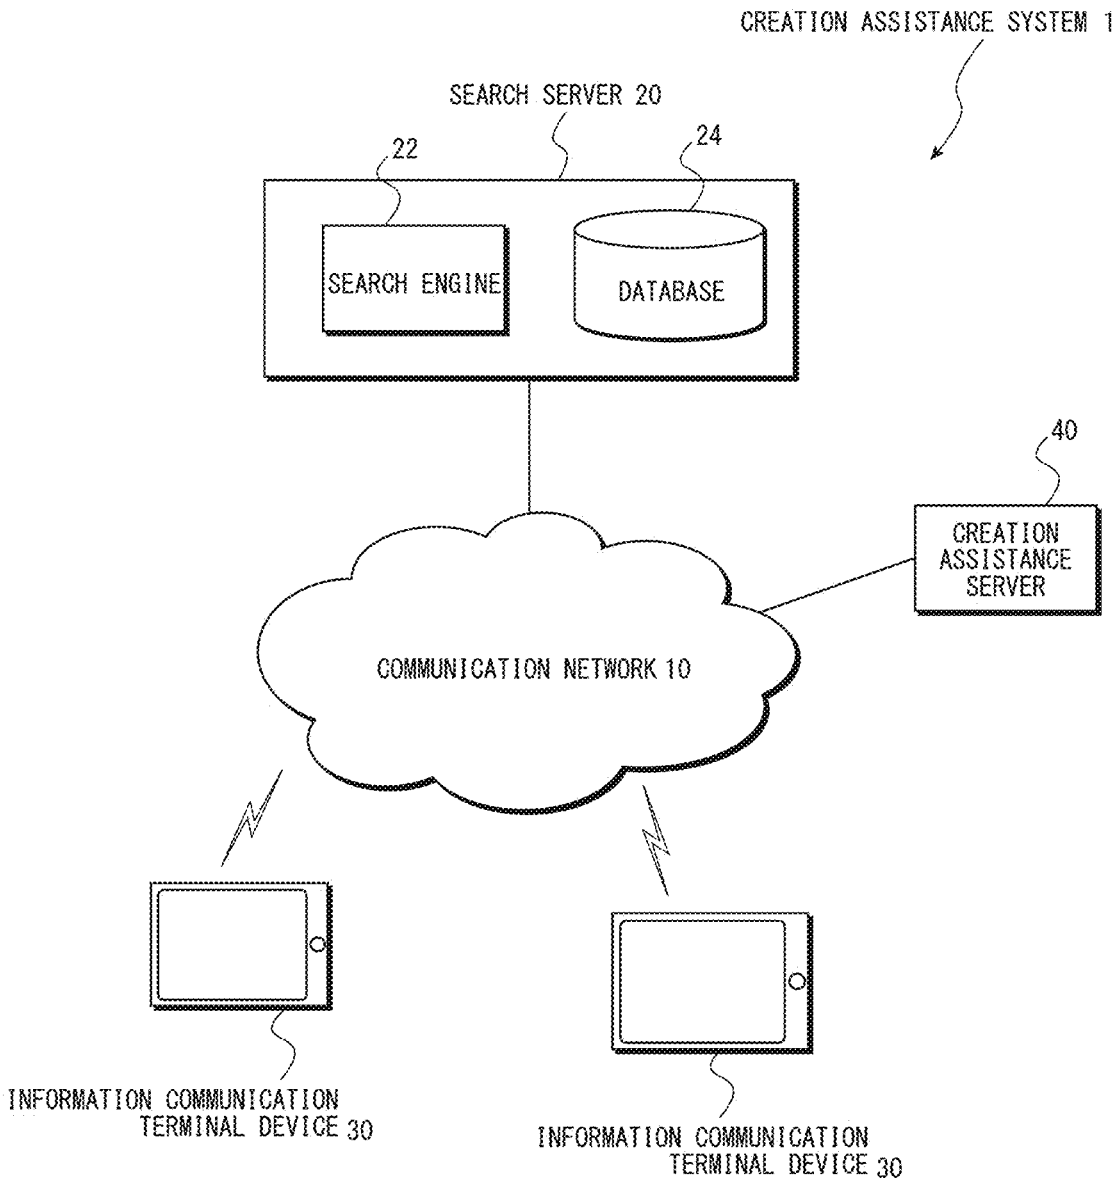 CREATION ASSISTANCE SYSTEM 1
SEARCH SERVER 20
22
24
SEARCH ENGINE
DATABASE
40
CREATION
ASSISTANCE
SERVER
COMMUNICATION NETWORK 10
INFORMATION COMMUNICATION
TERMINAL DEVICE 30
INFORMATION COMMUNICATION
TERMINAL DEVICE 30